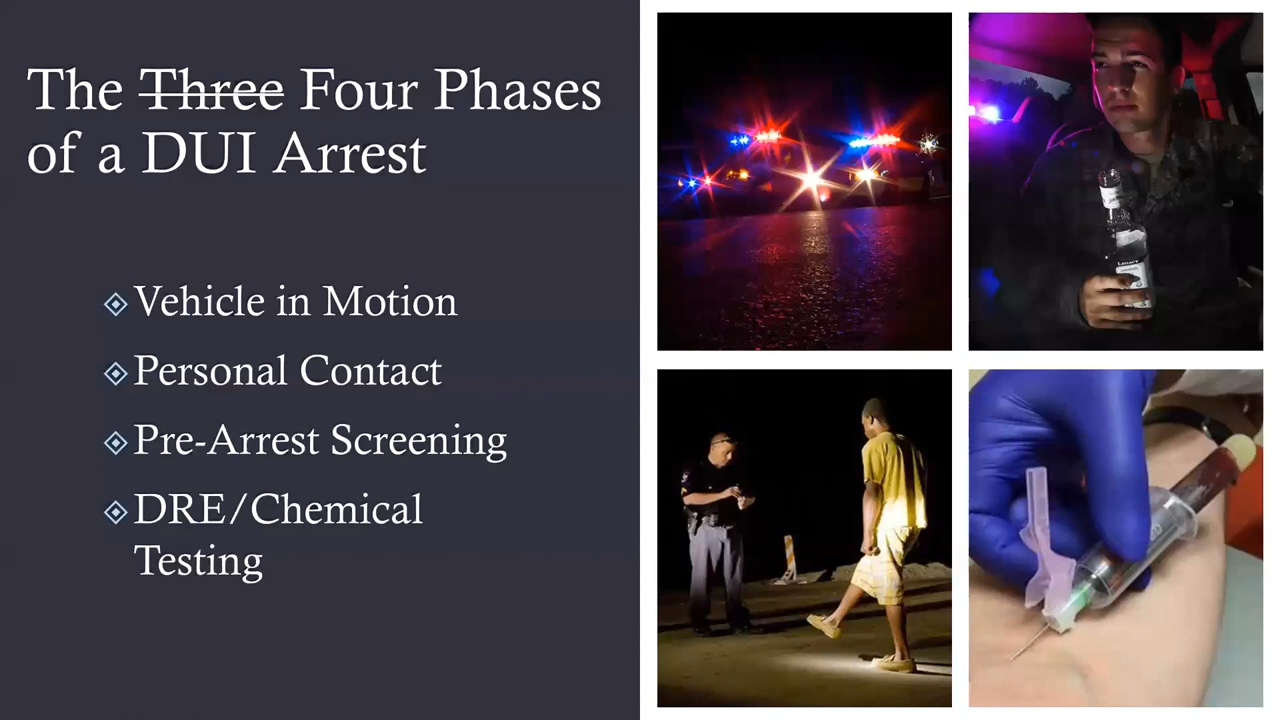 The Three Four Phases
of a DUI Arrest
Vehicle in Motion
Personal Contact
Pre-Arrest Screening
DRE/Chemical
Testing